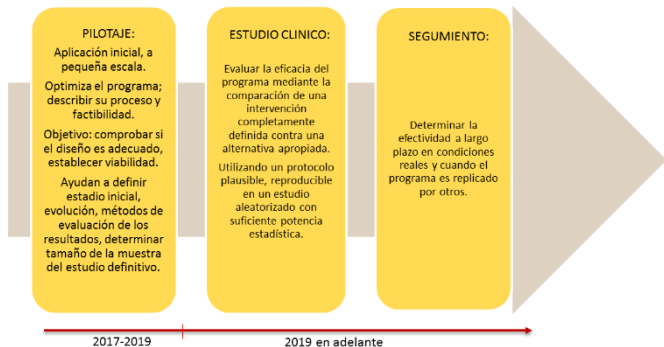 PILOTAJE:
Aplicación inicial, a
pequeña escala.
Optimiza el programa;
describir su proceso y
factibilidad.
Objetivo: comprobar si
el diseño es adecuado,
establecer viabilidad.
Ayudan a definir
estadio inicial,
evolución, métodos de
evaluación de los
resultados, determinar
tamaño de la muestra
del estudio definitivo.
ESTUDIO CLINICO:
Evaluar la eficacia del
programa mediante la
comparación de una
intervención
completamente
definida contra una
alternativa apropiada.
Utilizando un protocolo
plausible, reproducible
en un estudio
aleatorizado con
suficiente potencia
estadística.
SEGUMIENTO:
Determinar la
efectividad a largo
plazo en condiciones
reales y cuando el
programa es replicado
por otros.
2017-2019
2019 en adelante